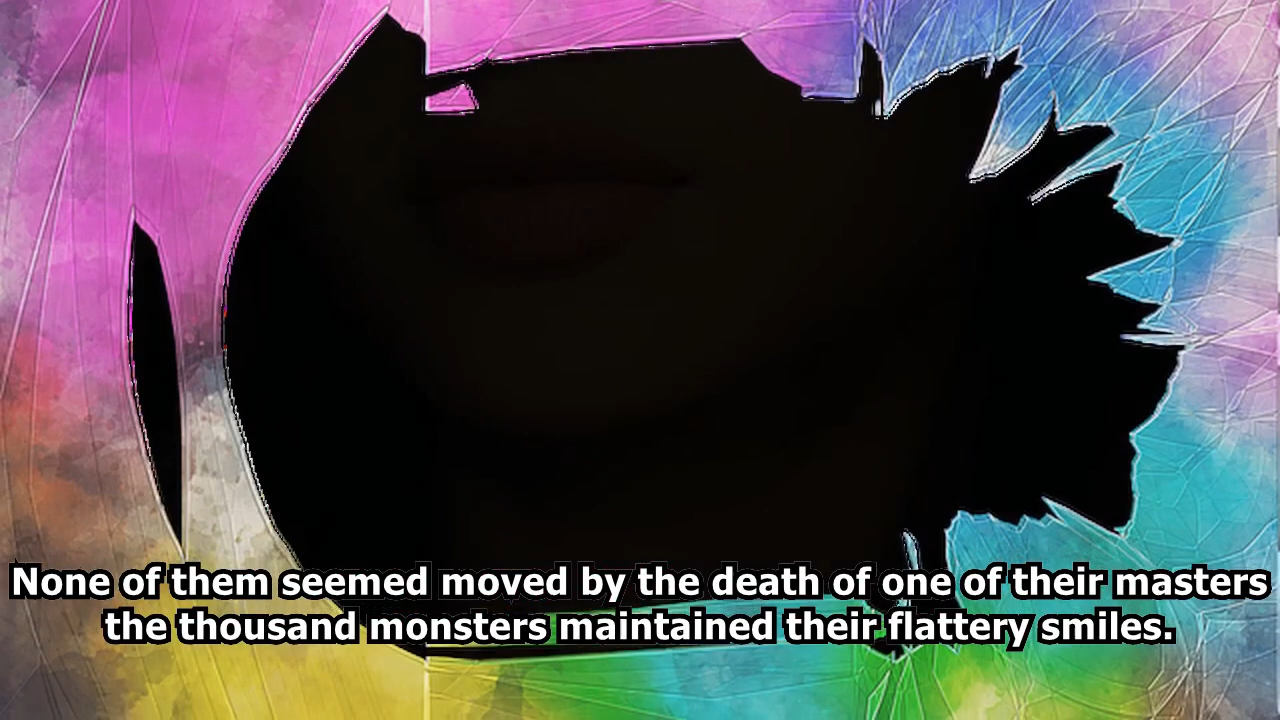 None of them seemed moved by the death of one of their masters
the thousand monsters maintained their flattery smiles.